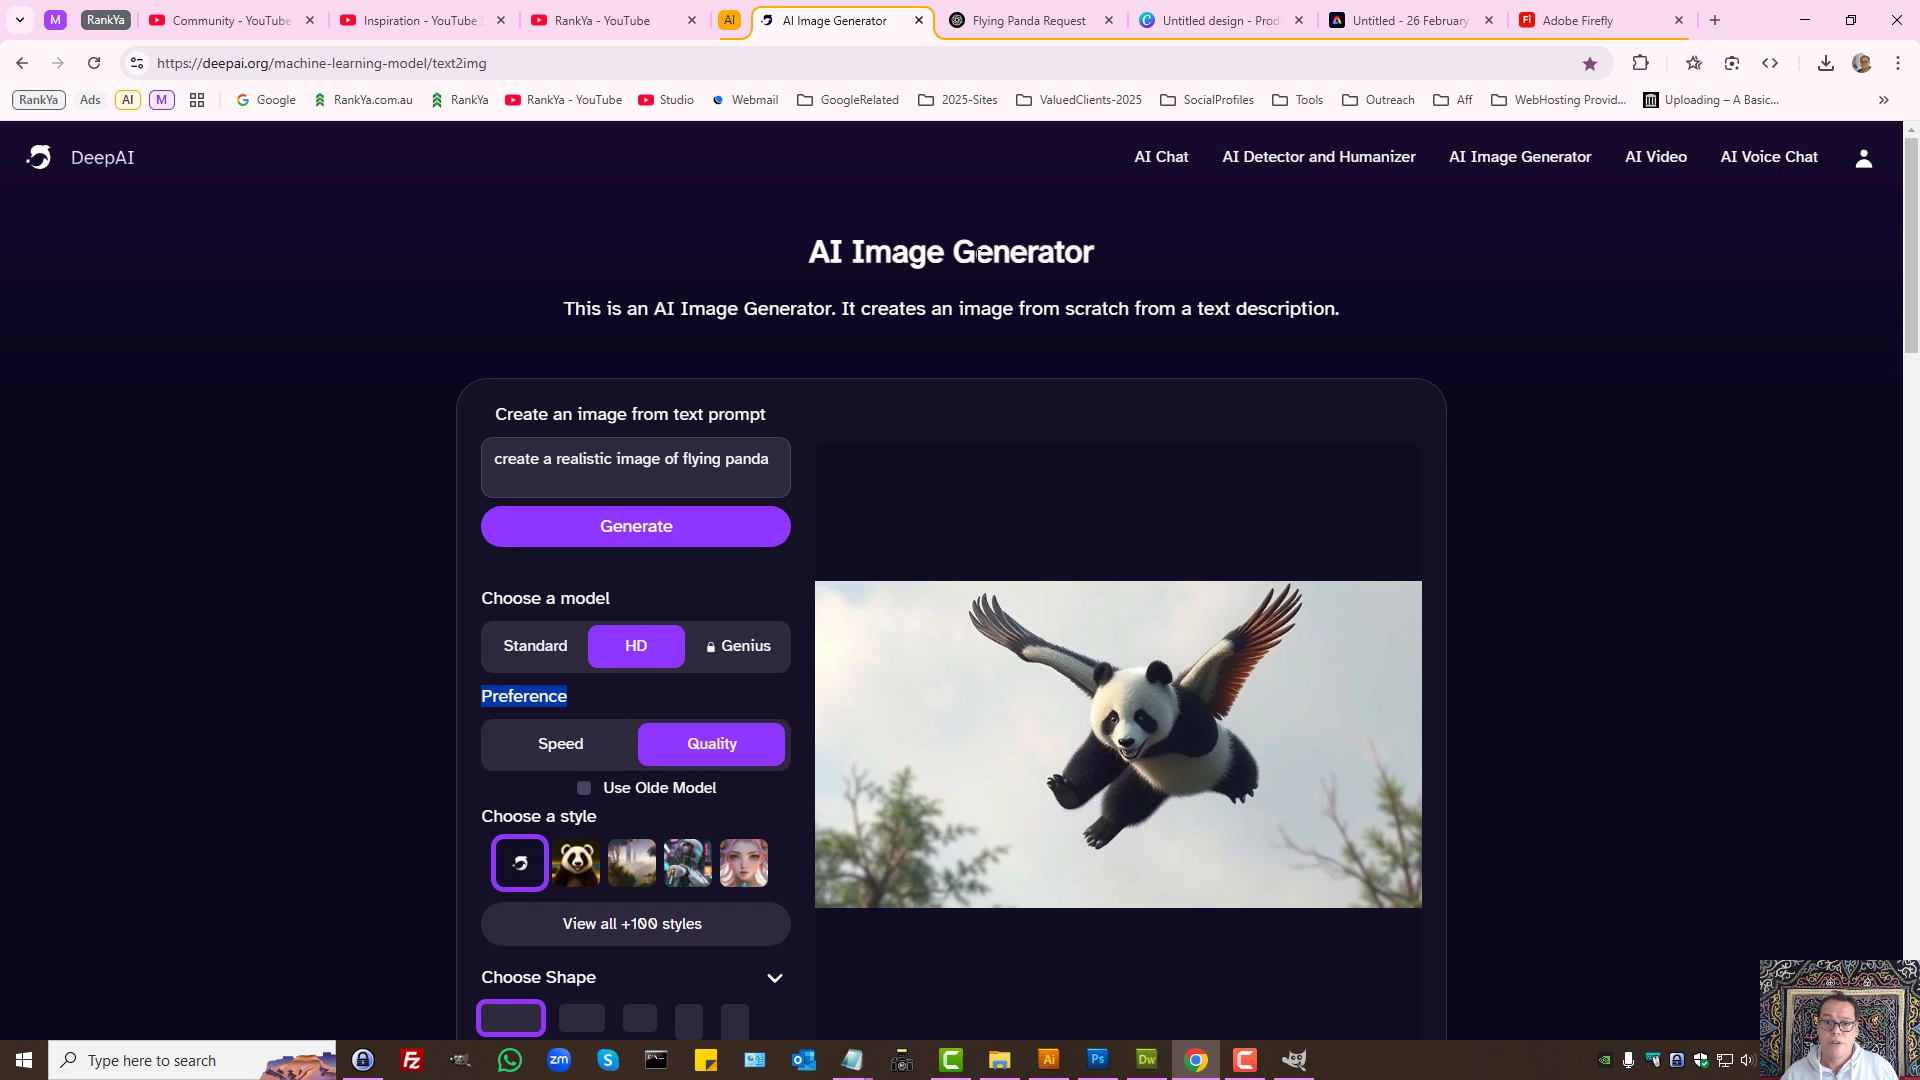 M
RankYa
Community - YouTube
Inspiration - YouTube S
RankYa - YouTube
AI
AI Image Generator
Flying Panda Request
Untitled design - Prod
Untitled - 26 February
Adobe Firefly
https://deepai.org/machine-learning-model/text2img
RankYa
Ads
AI
M
Google
RankYa.com.au
RankYa
RankYa - YouTube
Studio
Webmail
GoogleRelated
2025-Sites
ValuedClients-2025
SocialProfiles
Tools
Outreach
Aff
WebHosting Provid...
Uploading – A Basic...
DeepAI
AI Chat
AI Detector and Humanizer
AI Image Generator
AI Video
AI Voice Chat
AI Image Generator
This is an AI Image Generator. It creates an image from scratch from a text description.
Create an image from text prompt
create a realistic image of flying panda
Generate
Choose a model
Standard
HD
Genius
Preference
Speed
Quality
Use Olde Model
Choose a style
View all +100 styles
Choose Shape
Type here to search